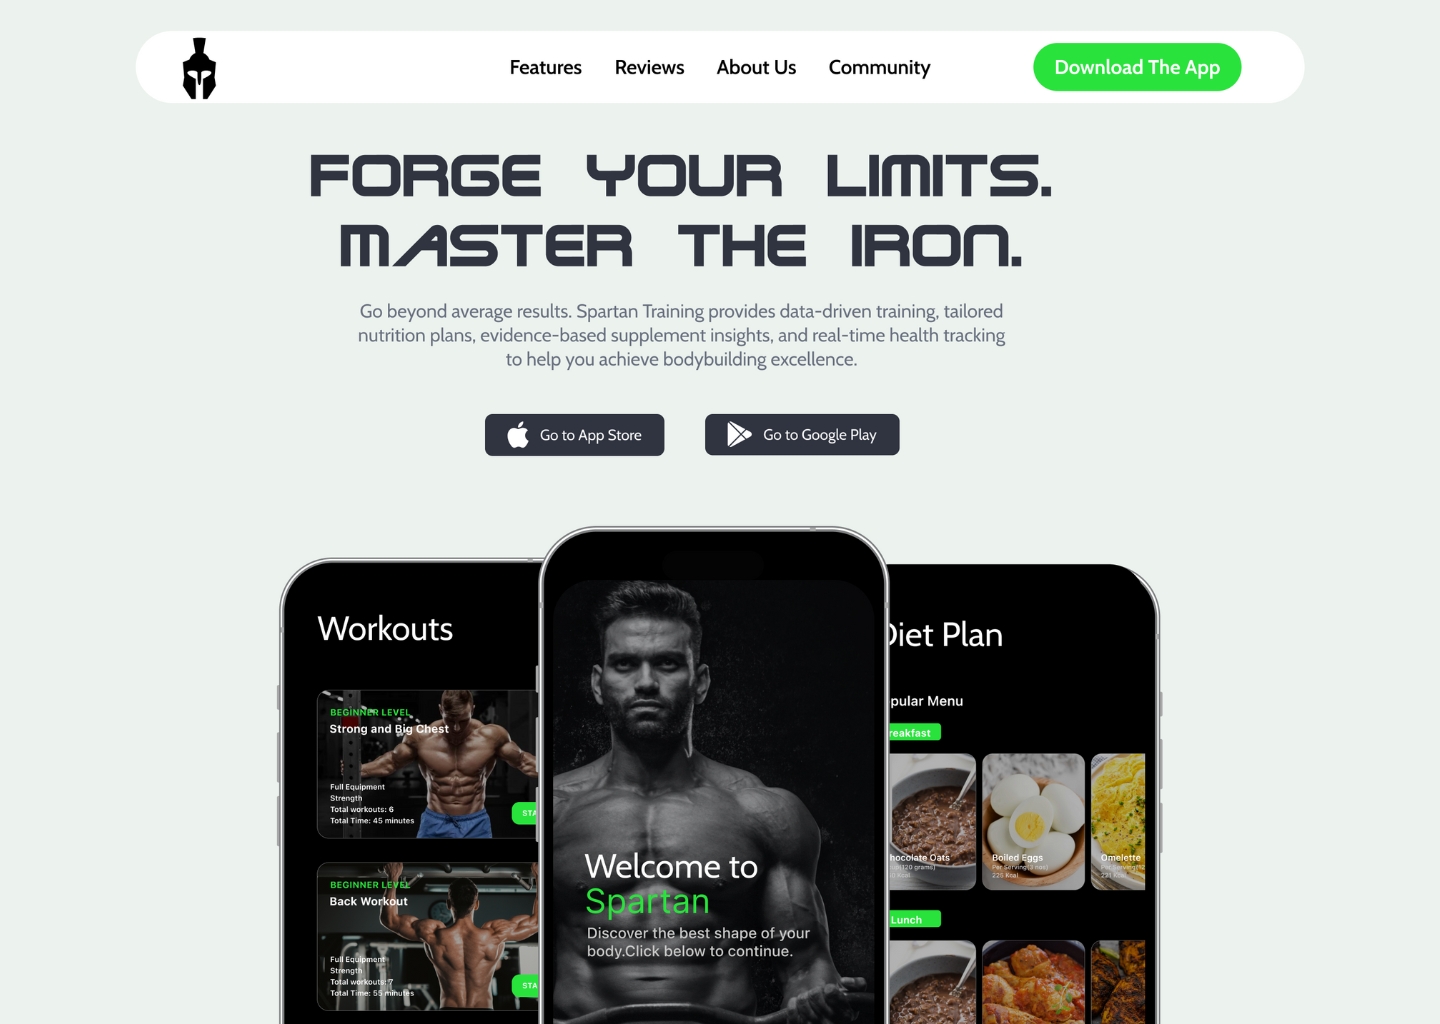 Features
Reviews
About Us
Community
Download The App
FORGE YOUR LIMITS.
MASTER THE IRON.
Go beyond average results. Spartan Training provides data-driven training, tailored
nutrition plans, evidence-based supplement insights, and real-time health tracking
to help you achieve bodybuilding excellence.
Go to App Store
Go to Google Play
Workouts
BEGINNER LEVEL
Strong and Big Chest
Full Equipment
Strength
Total workouts: 6
Total Time: 45 minutes
STA
BEGINNER LEVEL
Back Workout
Full Equipment
Strength
Total workouts: 7
Total Time: 55 minutes
STA
Welcome to
Spartan
Discover the best shape of your
body.Click below to continue.
Diet Plan
pular Menu
reakfast
hocolate Oats
Boiled Eggs
Per Serving(3 nos)
225 Kcal
Omelette
Lunch